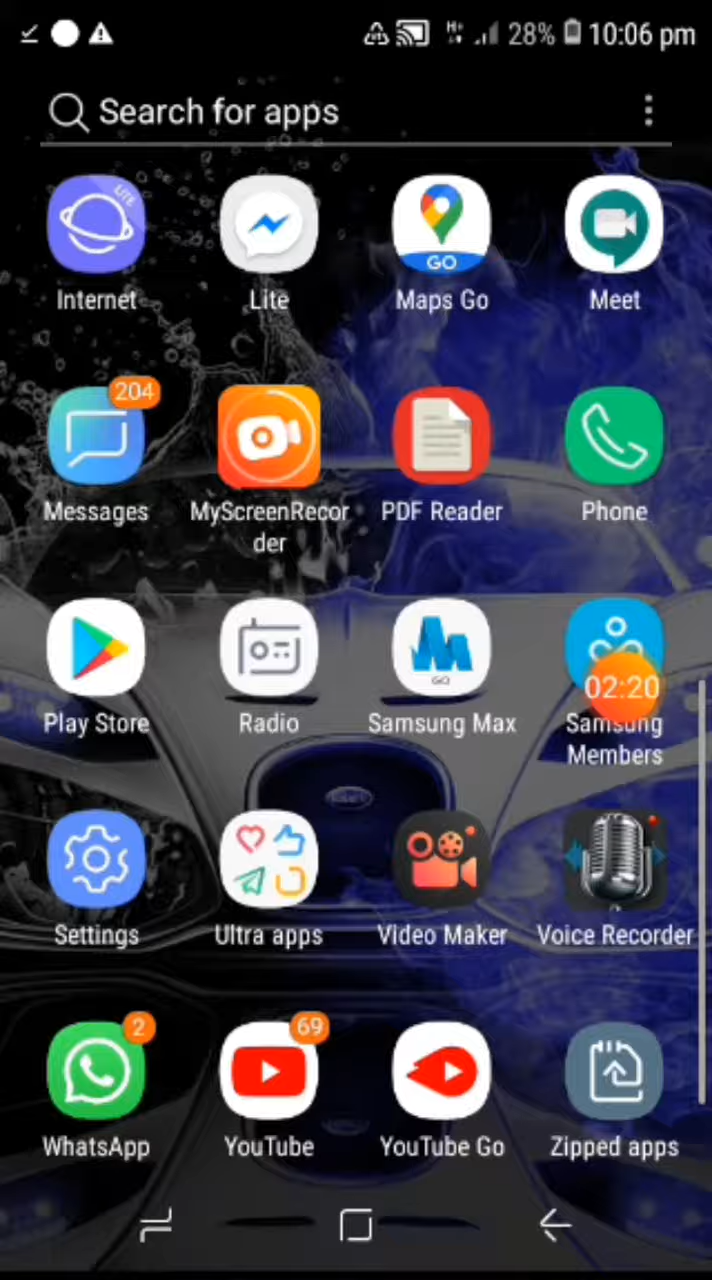 H+ 28% 10:06 pm
Search for apps
LITE
GO
Internet Lite Maps Go Meet
204
Messages MyScreenRecor PDF Reader Phone
der
GO
02:20
Play Store Radio Samsung Max Samsung
Members
Settings Ultra apps Video Maker Voice Recorder
2 69
WhatsApp YouTube YouTube Go Zipped apps